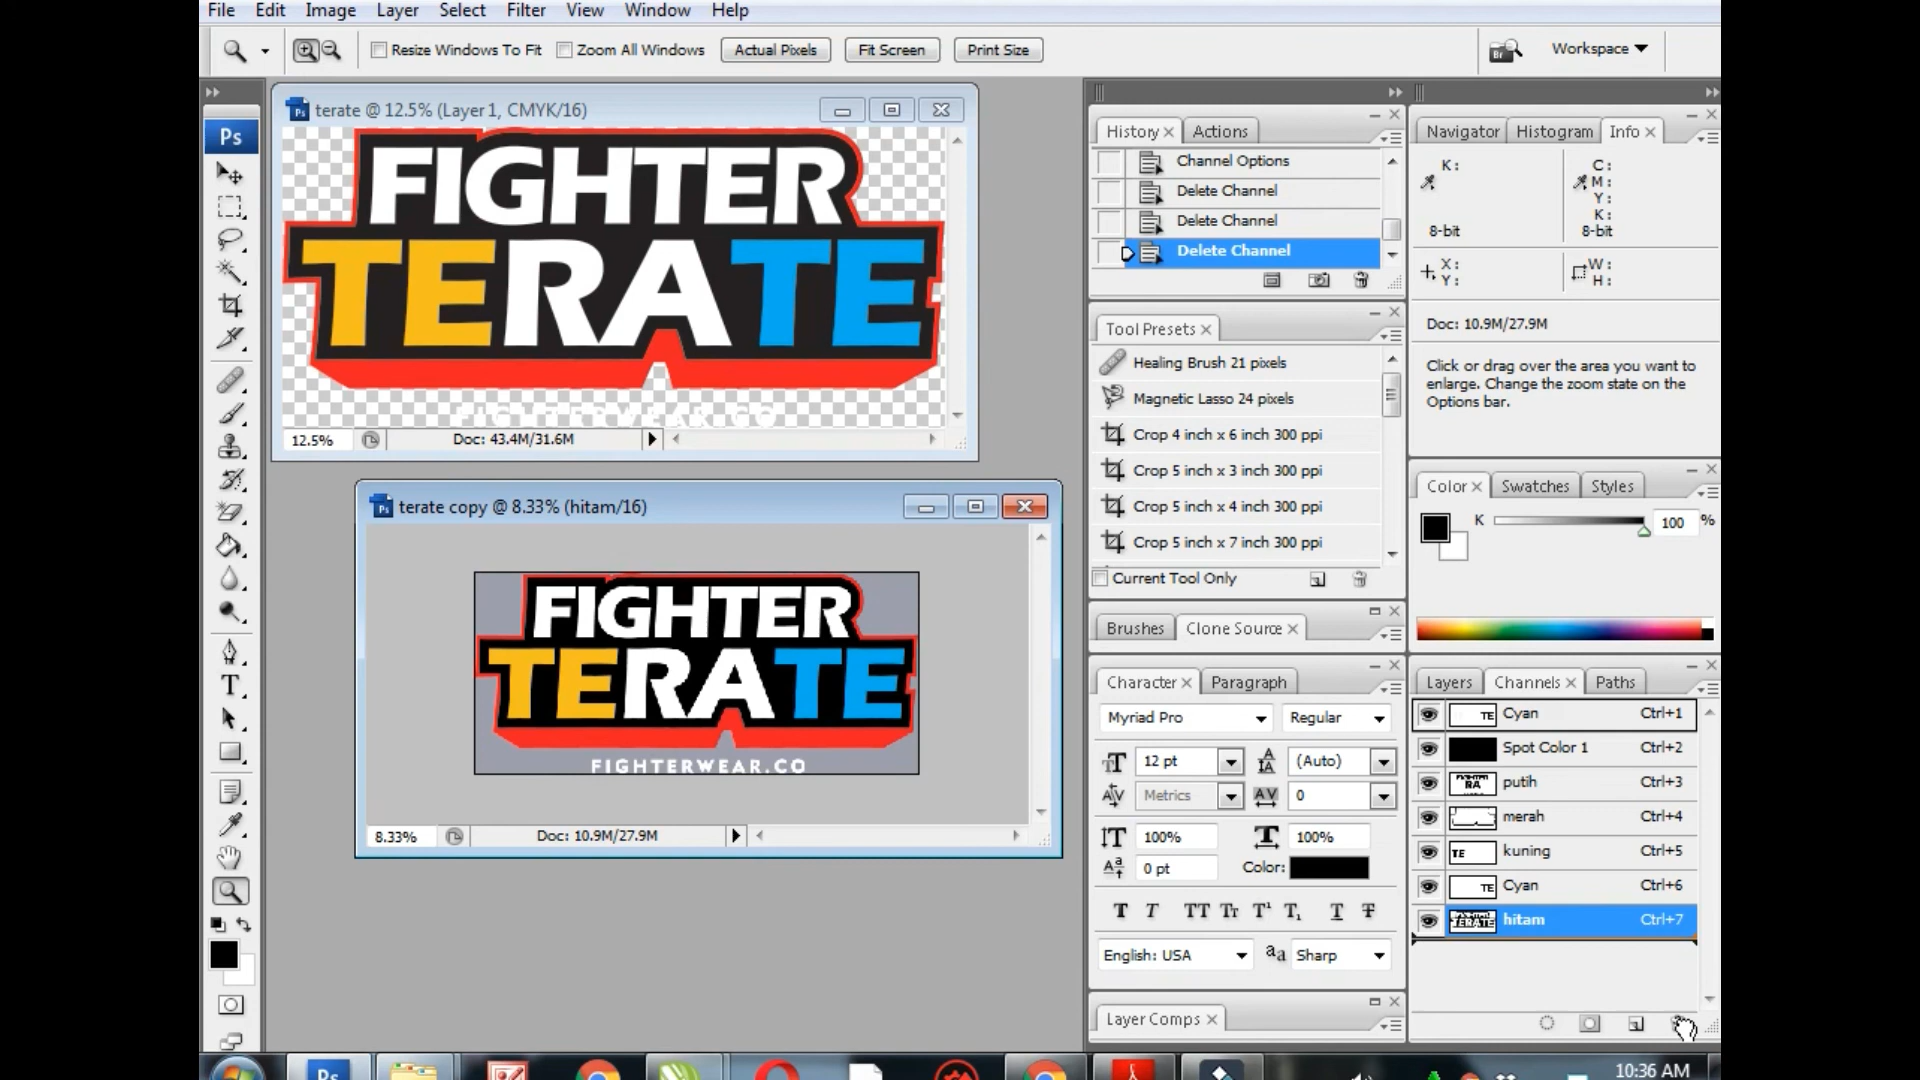 File Edit Image Layer Select Filter View Window Help
Resize Windows To Fit Zoom All Windows Actual Pixels Fit Screen Print Size
Br Workspace
Ps
terate @ 12.5% (Layer 1, CMYK/16)
FIGHTER
TERATE
FIGHTERWEAR.CO
12.5% Doc: 43.4M/31.6M
terate copy @ 8.33% (hitam/16)
FIGHTER
TERATE
FIGHTERWEAR.CO
8.33% Doc: 10.9M/27.9M
History Actions
Channel Options
Delete Channel
Delete Channel
Delete Channel
Tool Presets
Healing Brush 21 pixels
Magnetic Lasso 24 pixels
Crop 4 inch x 6 inch 300 ppi
Crop 5 inch x 3 inch 300 ppi
Crop 5 inch x 4 inch 300 ppi
Crop 5 inch x 7 inch 300 ppi
Current Tool Only
Brushes Clone Source
Character Paragraph
Myriad Pro Regular
12 pt (Auto)
Metrics 0
100% 100%
0 pt Color:
English: USA aa Sharp
Layer Comps
Navigator Histogram Info
K: C:
M:
Y:
K:
8-bit 8-bit
X: W:
Y: H:
Doc: 10.9M/27.9M
Click or drag over the area you want to
enlarge. Change the zoom state on the
Options bar.
Color Swatches Styles
K 100 %
Layers Channels Paths
TE Cyan Ctrl+1
Spot Color 1 Ctrl+2
putih Ctrl+3
merah Ctrl+4
TE kuning Ctrl+5
TE Cyan Ctrl+6
TERATE hitam Ctrl+7
Ps
10:36 AM